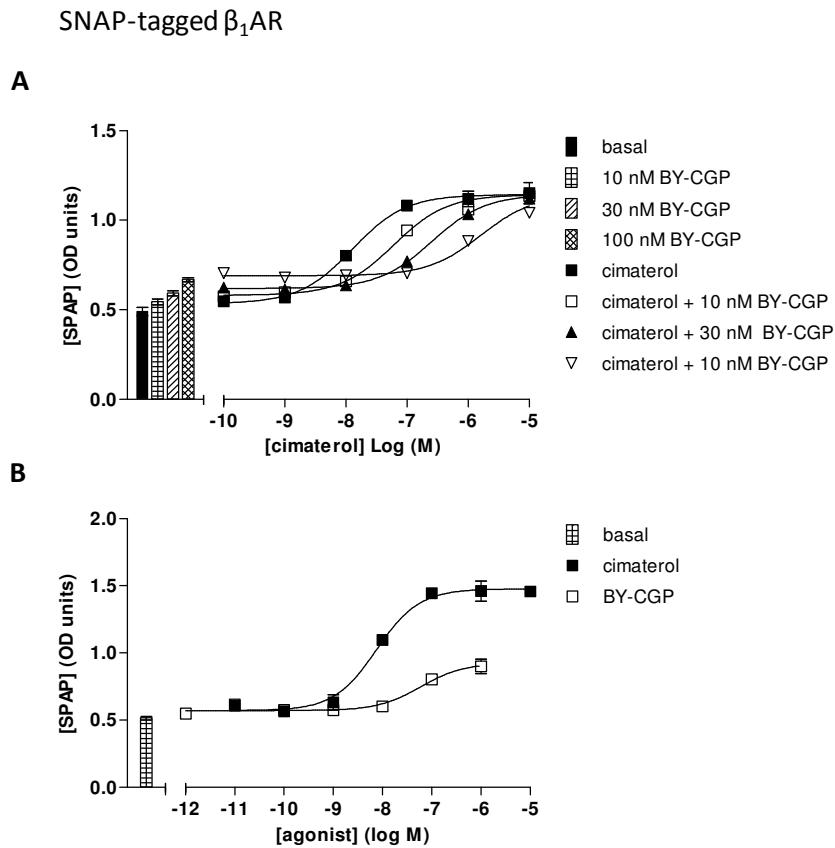 SNAP-tagged β₁AR
A
1.5
1.0
0.5
0.0
[SPAP] (OD units)
-10 -9 -8 -7 -6 -5
[cimaterol] Log (M)
basal
10 nM BY-CGP
30 nM BY-CGP
100 nM BY-CGP
cimaterol
cimaterol + 10 nM BY-CGP
cimaterol + 30 nM BY-CGP
cimaterol + 10 nM BY-CGP
B
2.0
1.5
1.0
0.5
0.0
[SPAP] (OD units)
-12 -11 -10 -9 -8 -7 -6 -5
[agonist] (log M)
basal
cimaterol
BY-CGP